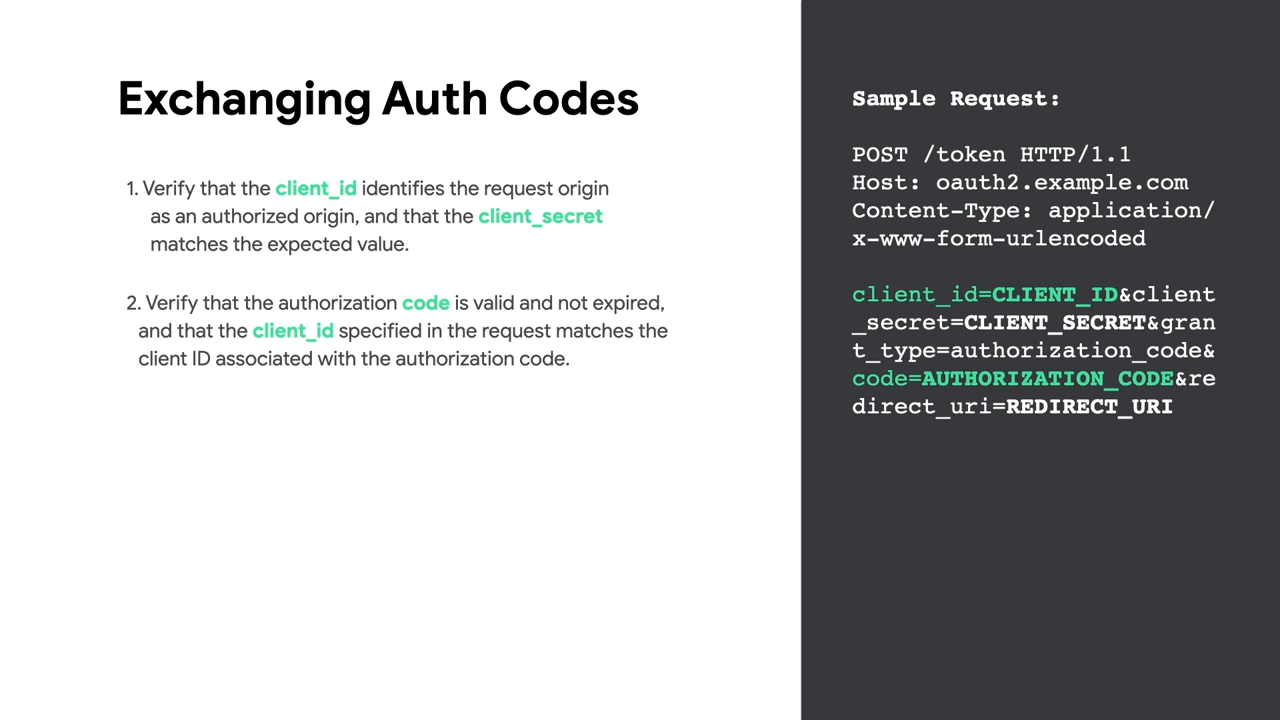 Exchanging Auth Codes
1. Verify that the client_id identifies the request origin
as an authorized origin, and that the client_secret
matches the expected value.
2. Verify that the authorization code is valid and not expired,
and that the client_id specified in the request matches the
client ID associated with the authorization code.
Sample Request:
POST /token HTTP/1.1
Host: oauth2.example.com
Content-Type: application/
x-www-form-urlencoded
client_id=CLIENT_ID&client
_secret=CLIENT_SECRET&gran
t_type=authorization_code&
code=AUTHORIZATION_CODE&re
direct_uri=REDIRECT_URI